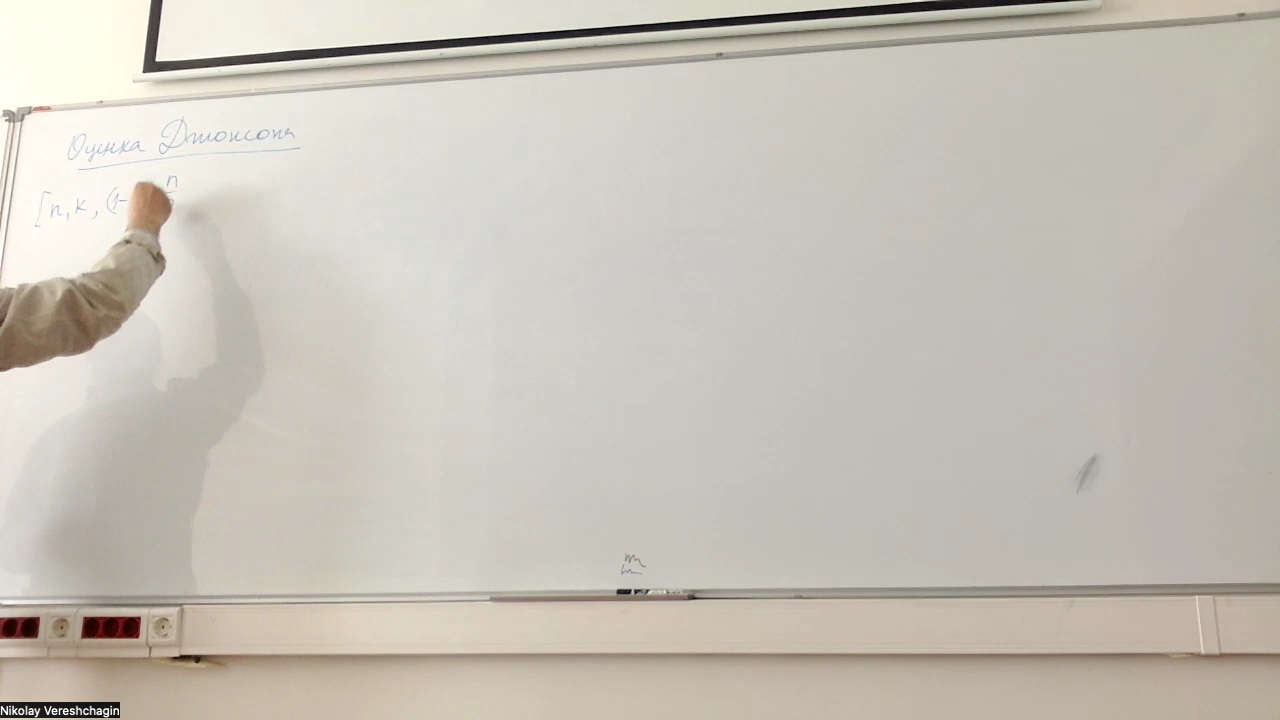 Оценка Джонсона
[n, k, (1- n
Nikolay Vereshchagin